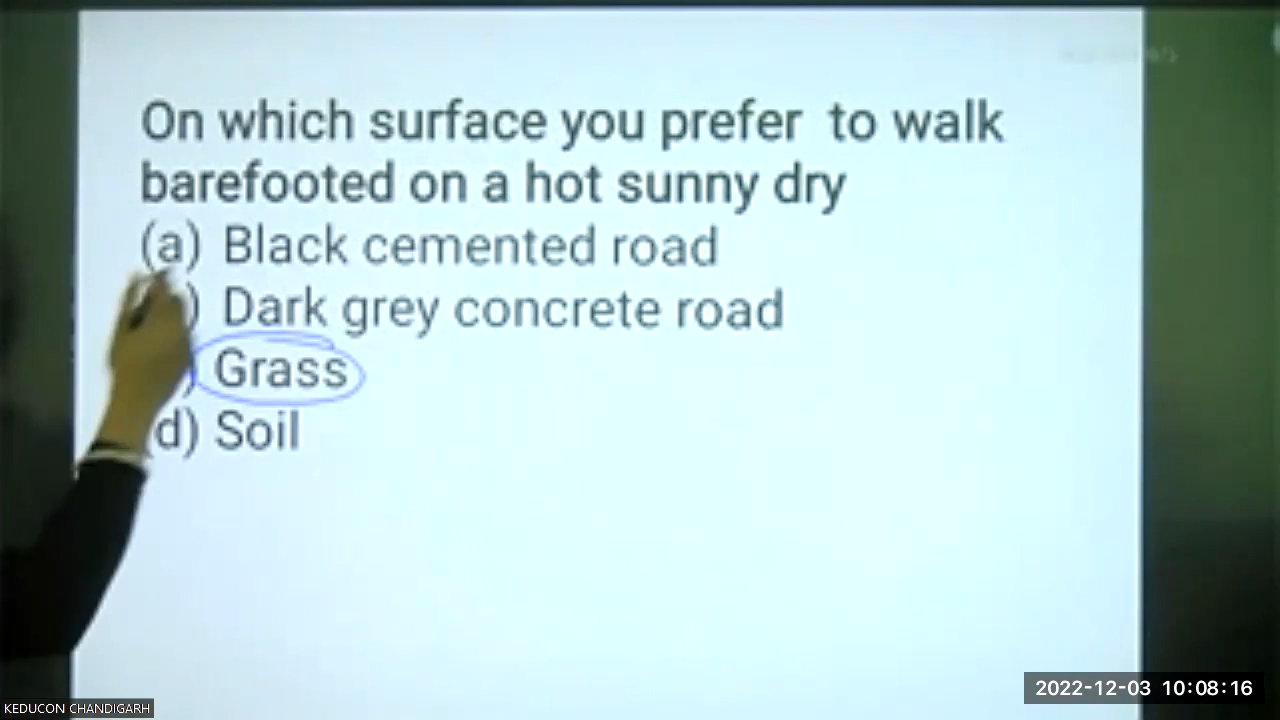 On which surface you prefer to walk
barefooted on a hot sunny dry
(a) Black cemented road
) Dark grey concrete road
) Grass
d) Soil
KEDUCON CHANDIGARH
2022-12-03 10:08:16